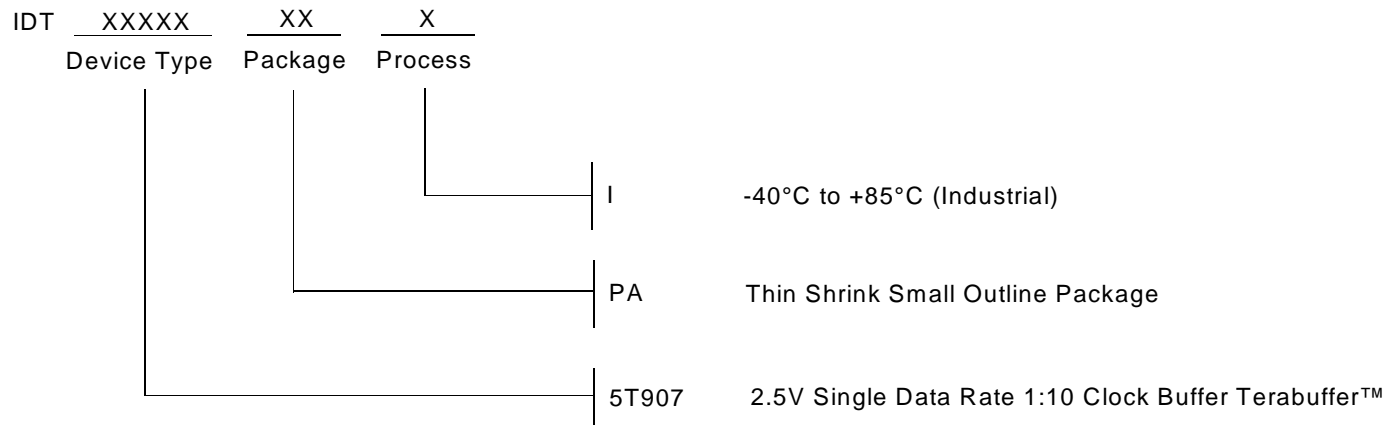 IDT XXXXX XX X
Device Type Package Process
I -40°C to +85°C (Industrial)
PA Thin Shrink Small Outline Package
5T907 2.5V Single Data Rate 1:10 Clock Buffer Terabuffer™